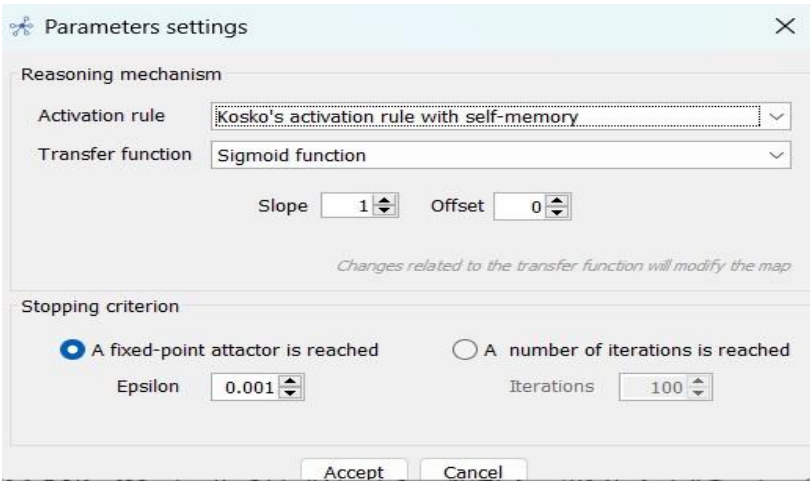 Parameters settings
Reasoning mechanism
Activation rule Kosko's activation rule with self-memory
Transfer function Sigmoid function
Slope 1 Offset 0
Changes related to the transfer function will modify the map
Stopping criterion
A fixed-point attactor is reached A number of iterations is reached
Epsilon 0.001 Iterations 100
Accept Cancel